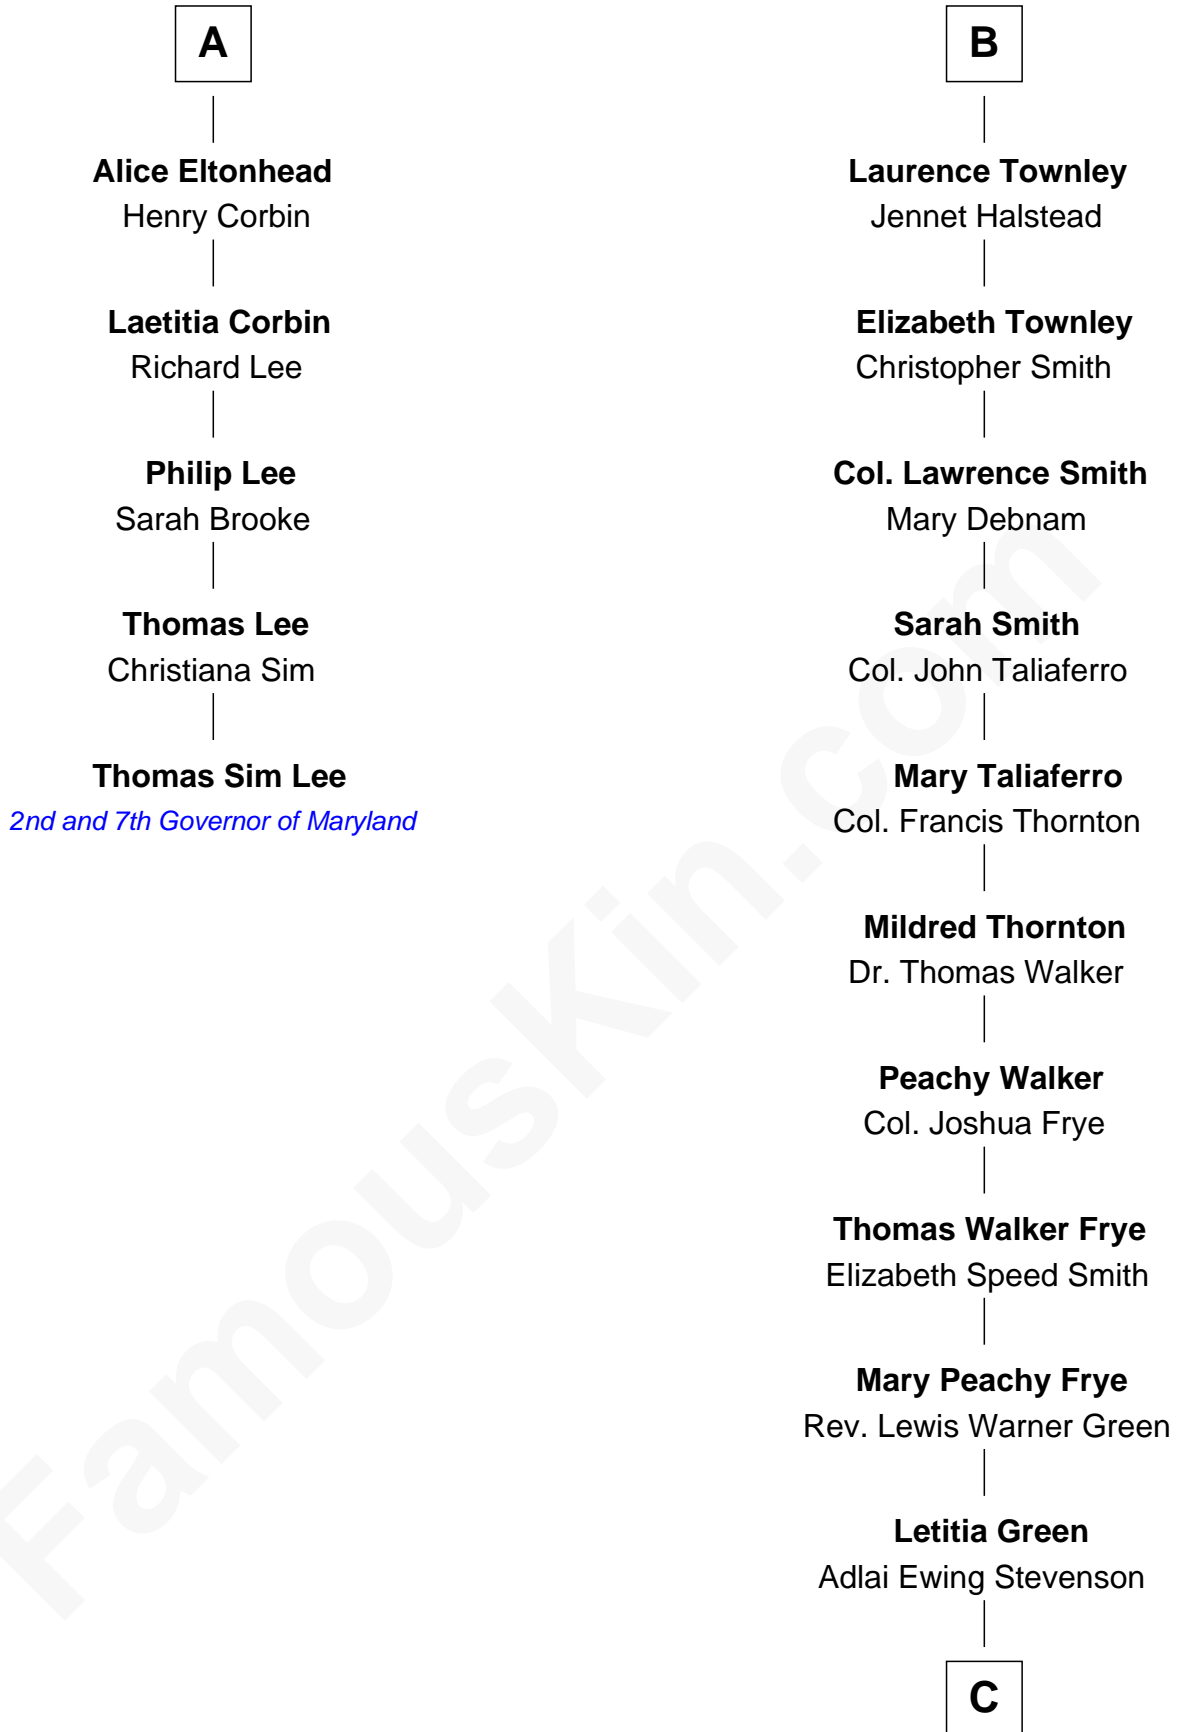 A
Alice Eltonhead
Henry Corbin
Laetitia Corbin
Richard Lee
Philip Lee
Sarah Brooke
Thomas Lee
Christiana Sim
Thomas Sim Lee
2nd and 7th Governor of Maryland
B
Laurence Townley
Jennet Halstead
Elizabeth Townley
Christopher Smith
Col. Lawrence Smith
Mary Debnam
Sarah Smith
Col. John Taliaferro
Mary Taliaferro
Col. Francis Thornton
Mildred Thornton
Dr. Thomas Walker
Peachy Walker
Col. Joshua Frye
Thomas Walker Frye
Elizabeth Speed Smith
Mary Peachy Frye
Rev. Lewis Warner Green
Letitia Green
Adlai Ewing Stevenson
C
FamousKin.com